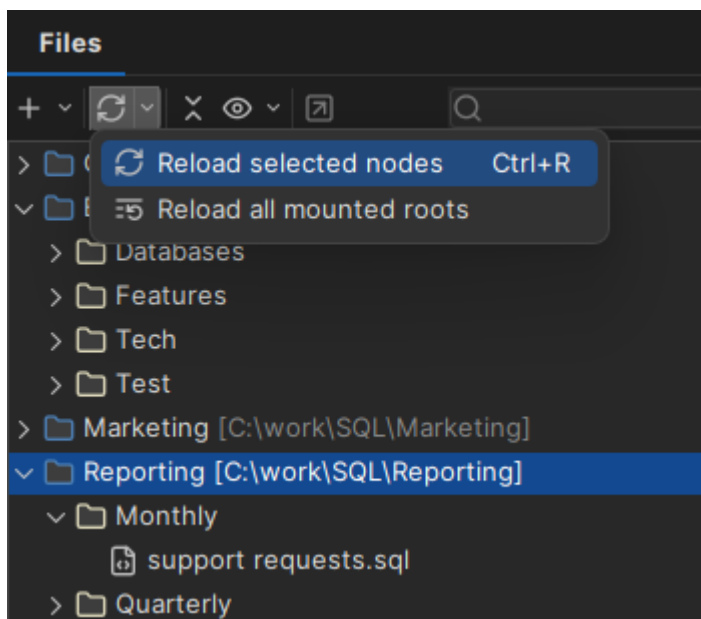 Files
Reload selected nodes Ctrl+R
Reload all mounted roots
Databases
Features
Tech
Test
Marketing [C:\work\SQL\Marketing]
Reporting [C:\work\SQL\Reporting]
Monthly
support requests.sql
Quarterly